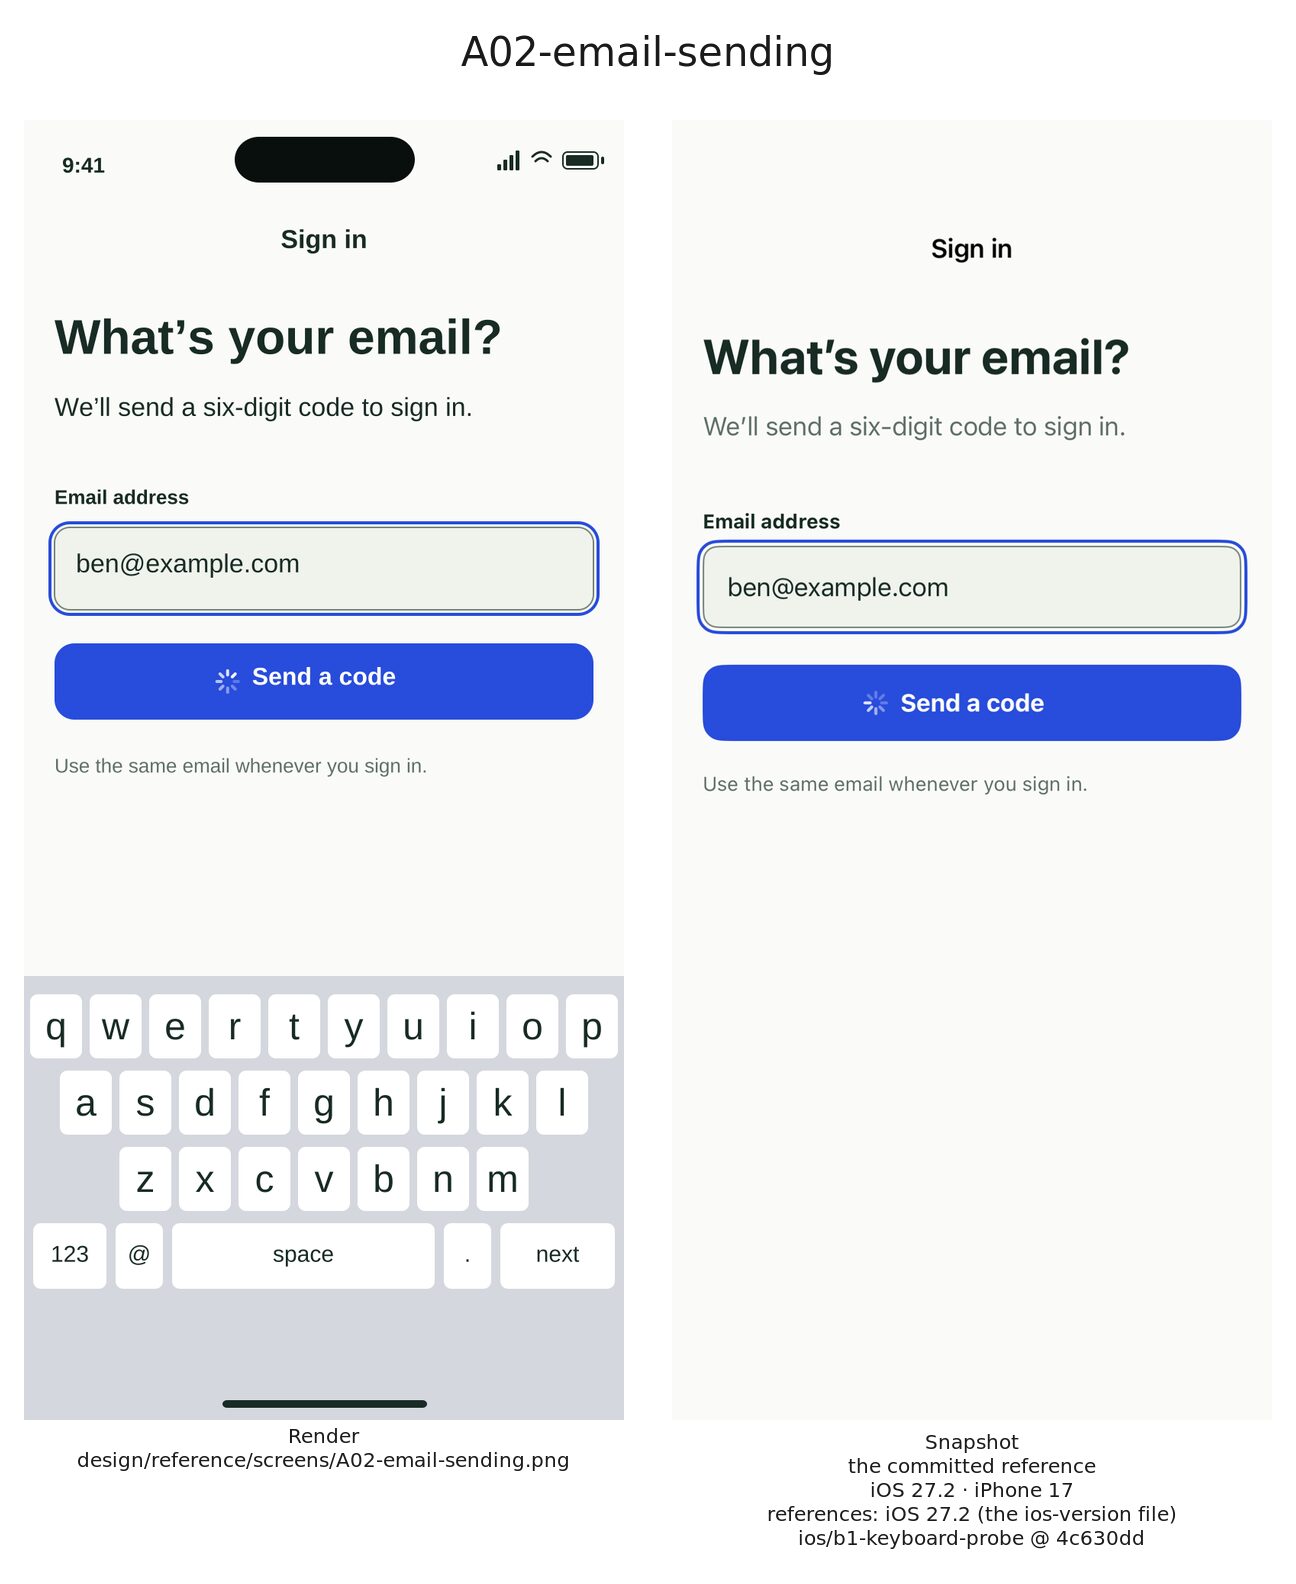 A02-email-sending
9:41
Sign in
What’s your email?
We’ll send a six-digit code to sign in.
Email address
ben@example.com
Send a code
Use the same email whenever you sign in.
q w e r t y u i o p
a s d f g h j k l
z x c v b n m
123 @ space . next
Render
design/reference/screens/A02-email-sending.png
Sign in
What’s your email?
We’ll send a six-digit code to sign in.
Email address
ben@example.com
Send a code
Use the same email whenever you sign in.
Snapshot
the committed reference
iOS 27.2 · iPhone 17
references: iOS 27.2 (the ios-version file)
ios/b1-keyboard-probe @ 4c630dd